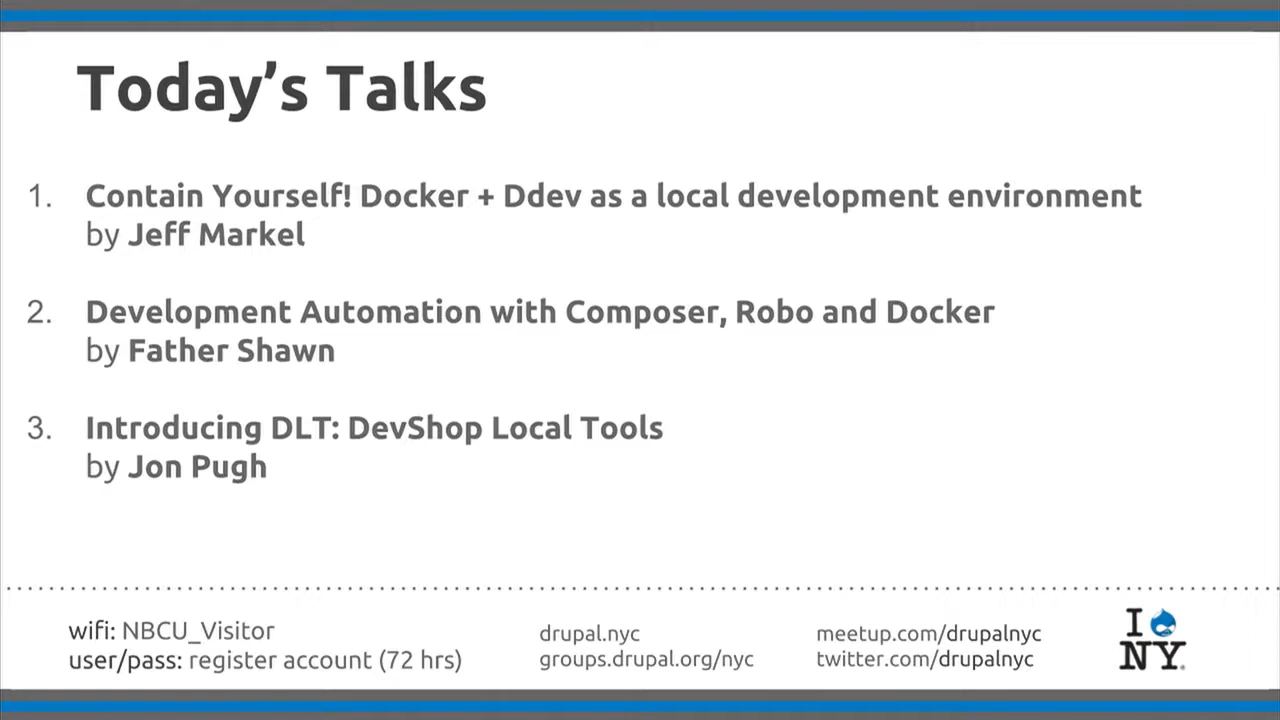 Today's Talks
1. Contain Yourself! Docker + Ddev as a local development environment
by Jeff Markel
2. Development Automation with Composer, Robo and Docker
by Father Shawn
3. Introducing DLT: DevShop Local Tools
by Jon Pugh
wifi: NBCU_Visitor
user/pass: register account (72 hrs)
drupal.nyc
groups.drupal.org/nyc
meetup.com/drupalnyc
twitter.com/drupalnyc
I
NY